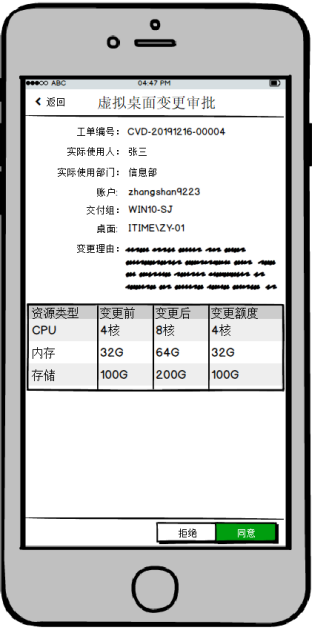 ABC 04:47 PM
返回 虚拟桌面变更审批
工单编号: CVD-20191216-00004
实际使用人: 张三
实际使用部门: 信息部
账户: zhangshan9223
交付组: WIN10-SJ
桌面: ITIME\ZY-01
变更理由:
资源类型 变更前 变更后 变更额度
CPU 4核 8核 4核
内存 32G 64G 32G
存储 100G 200G 100G
拒绝 同意